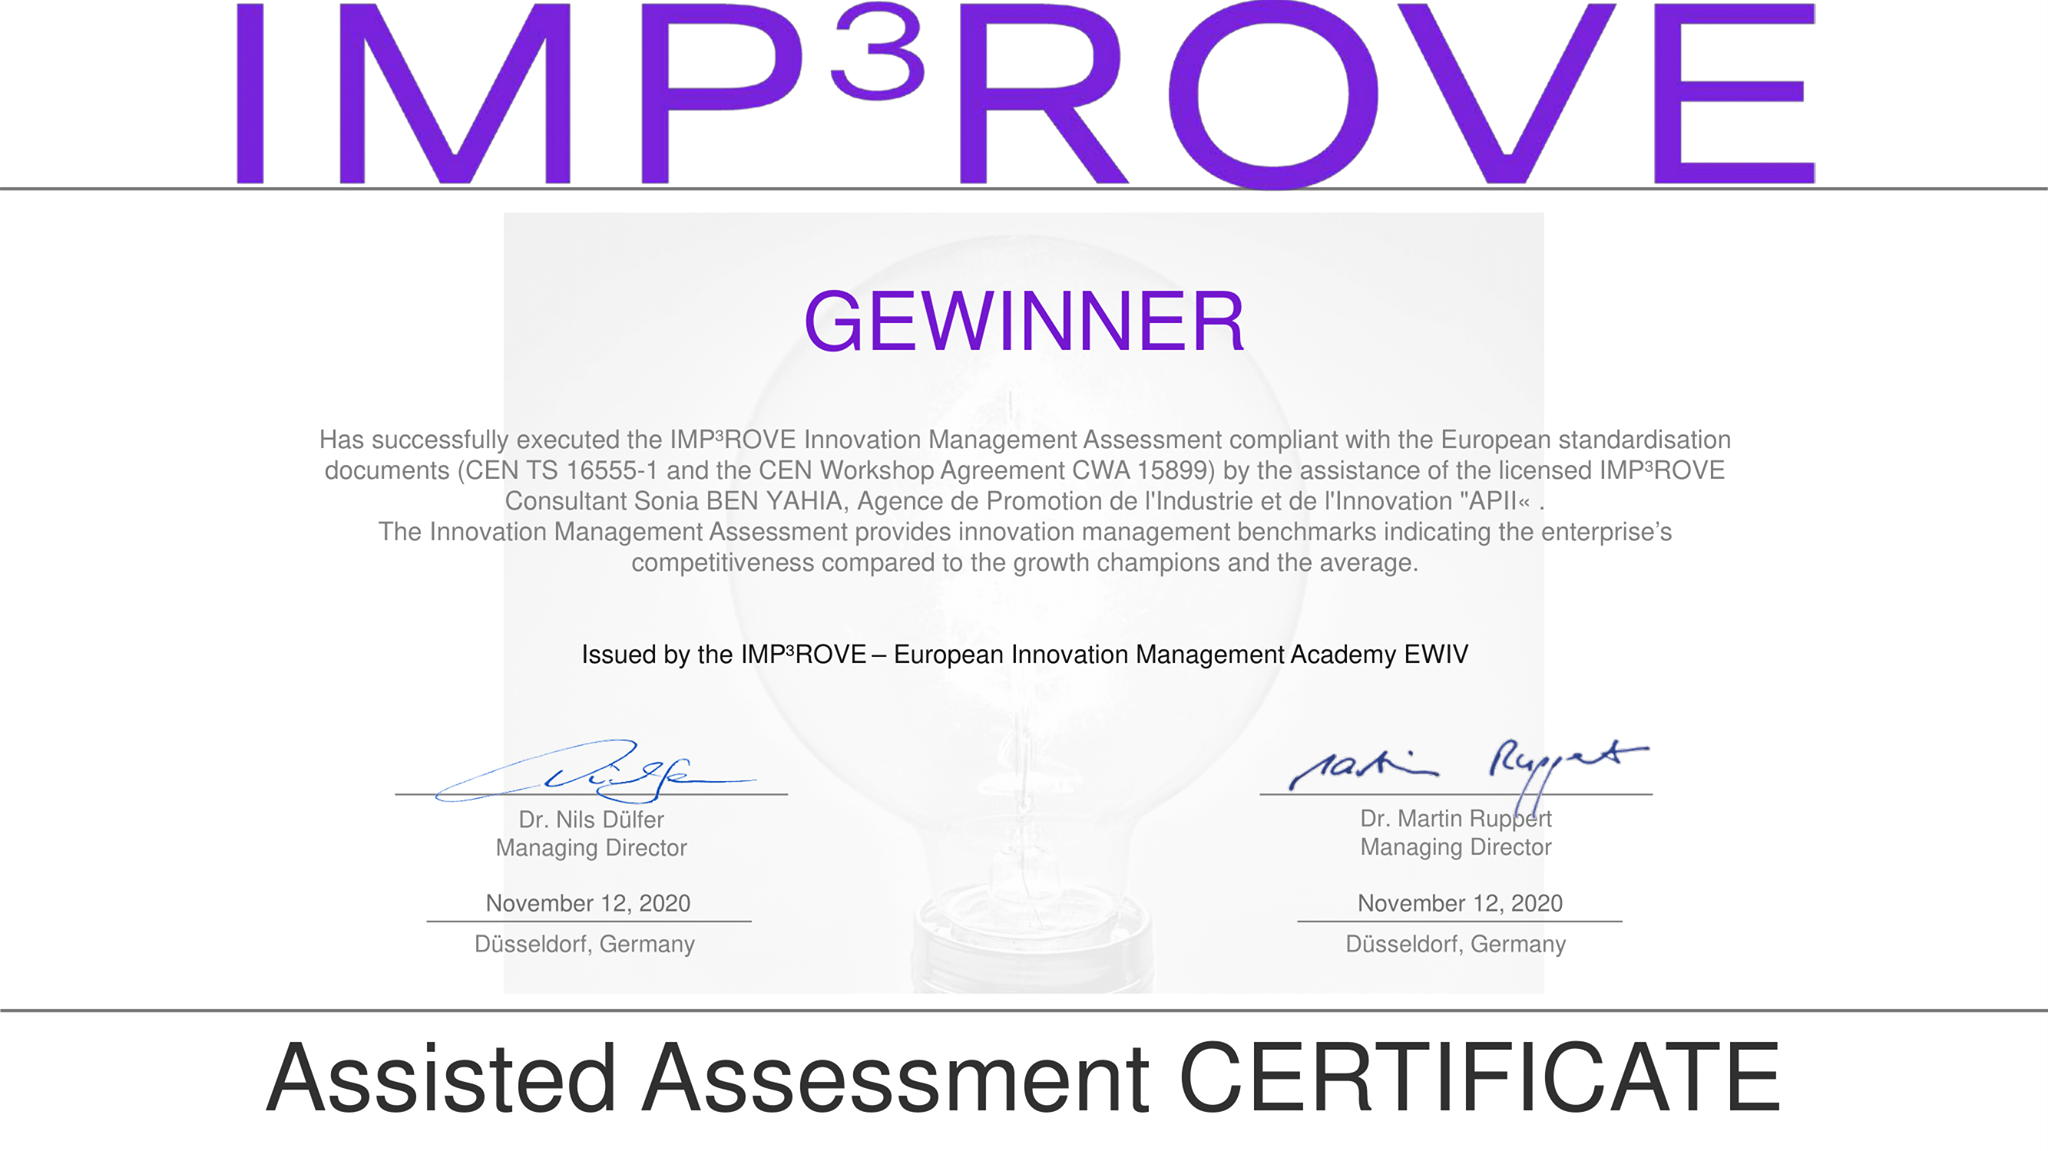 IMP³ROVE
GEWINNER
Has successfully executed the IMP³ROVE Innovation Management Assessment compliant with the European standardisation
documents (CEN TS 16555-1 and the CEN Workshop Agreement CWA 15899) by the assistance of the licensed IMP³ROVE
Consultant Sonia BEN YAHIA, Agence de Promotion de l'Industrie et de l'Innovation "APII« .
The Innovation Management Assessment provides innovation management benchmarks indicating the enterprise’s
competitiveness compared to the growth champions and the average.
Issued by the IMP³ROVE – European Innovation Management Academy EWIV
Dülfer
Martin Ruppert
Dr. Nils Dülfer
Managing Director
November 12, 2020
Düsseldorf, Germany
Dr. Martin Ruppert
Managing Director
November 12, 2020
Düsseldorf, Germany
Assisted Assessment CERTIFICATE